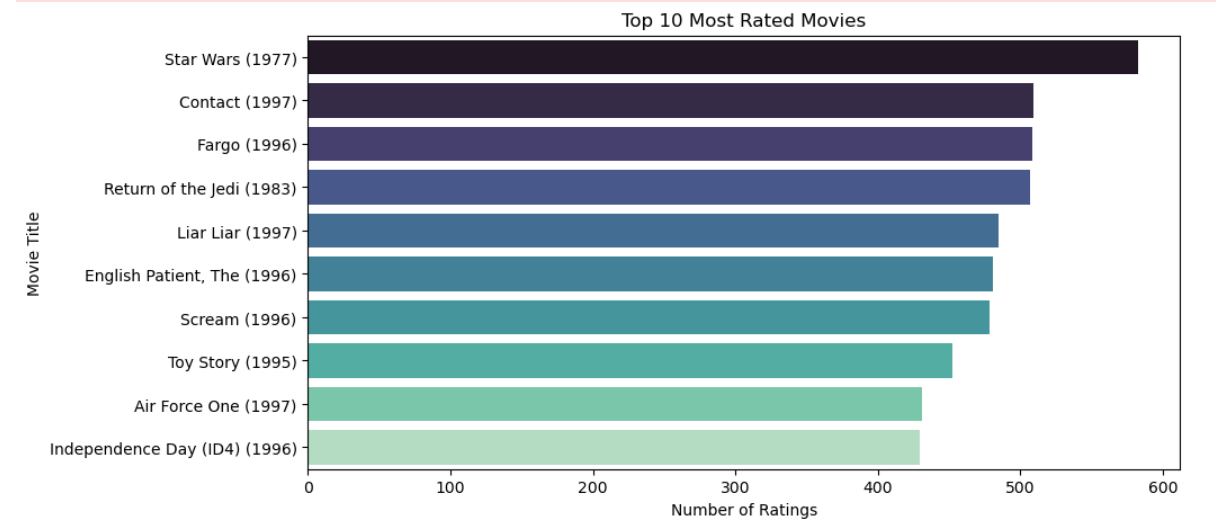 Top 10 Most Rated Movies
Star Wars (1977)
Contact (1997)
Fargo (1996)
Return of the Jedi (1983)
Liar Liar (1997)
English Patient, The (1996)
Scream (1996)
Toy Story (1995)
Air Force One (1997)
Independence Day (ID4) (1996)
Movie Title
0 100 200 300 400 500 600
Number of Ratings